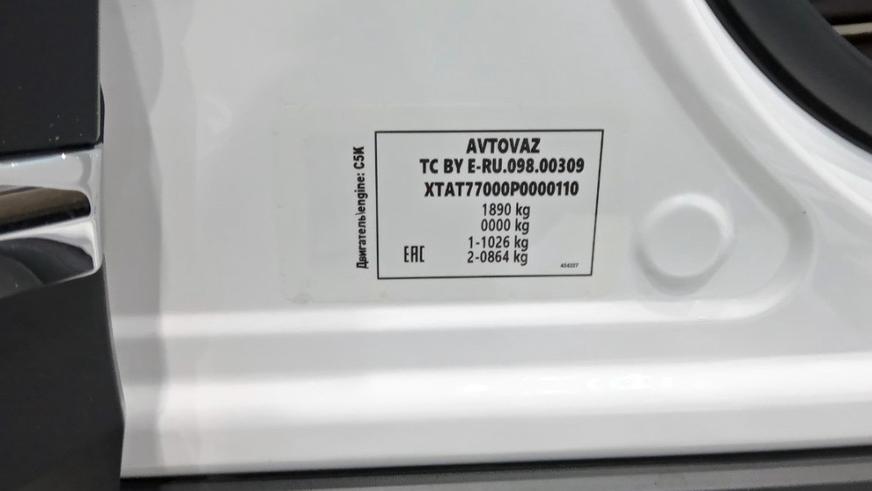 AVTOVAZ
TC BY E-RU.098.00309
XTAT77000P0000110
1890 kg
0000 kg
1-1026 kg
2-0864 kg
EAC
Двигатель\engine: C5K